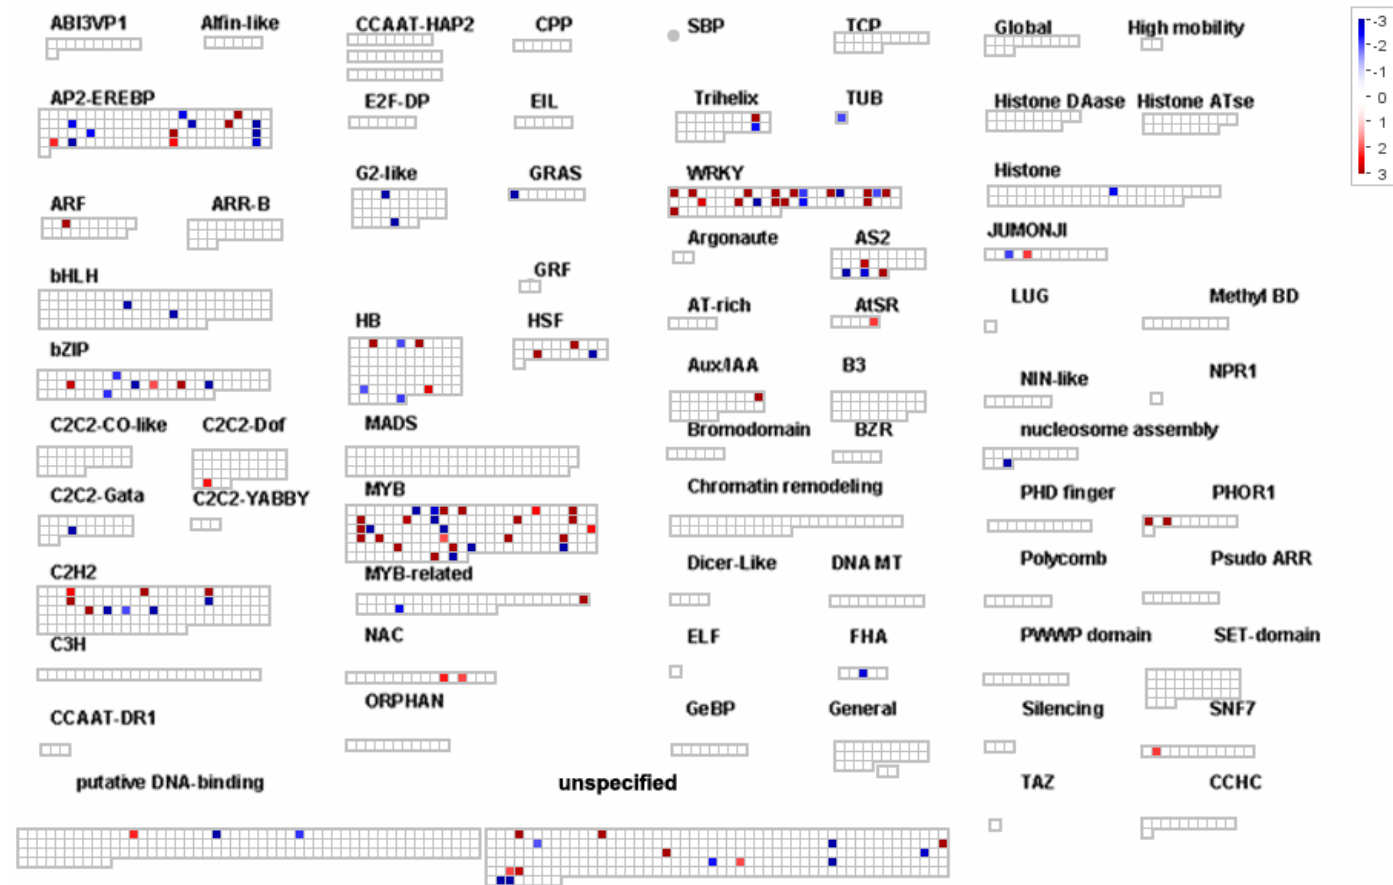 ABI3VP1 Alfin-like CCAAT-HAP2 CPP SBP TCP Global High mobility
AP2-EREBP E2F-DP EIL Trihelix TUB Histone DAase Histone ATse
G2-like GRAS WRKY Histone
ARF ARR-B Argonaute AS2 JUMONJI
bHLH GRF AT-rich AtSR LUG Methyl BD
HB HSF
bZIP Aux/IAA B3 NIN-like NPR1
C2C2-CO-like C2C2-Dof MADS Bromodomain BZR nucleosome assembly
C2C2-Gata C2C2-YABBY MYB Chromatin remodeling PHD finger PHOR1
C2H2 MYB-related Dicer-Like DNA MT Polycomb Psudo ARR
C3H NAC ELF FHA PWWP domain SET-domain
CCAAT-DR1 ORPHAN GeBP General Silencing SNF7
putative DNA-binding unspecified TAZ CCHC
-3
-2
-1
0
1
2
3